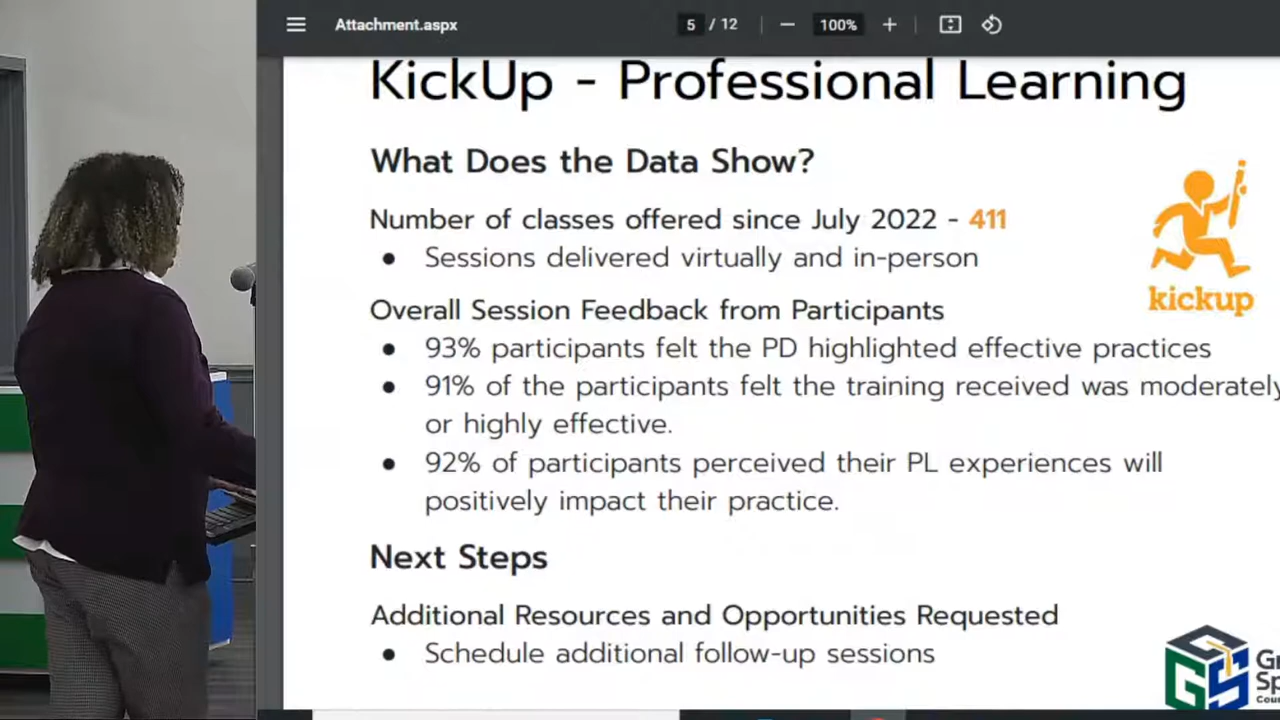 Attachment.aspx
5 / 12
100%
KickUp - Professional Learning
What Does the Data Show?
Number of classes offered since July 2022 - 411
● Sessions delivered virtually and in-person
kickup
Overall Session Feedback from Participants
● 93% participants felt the PD highlighted effective practices
● 91% of the participants felt the training received was moderately
or highly effective.
● 92% of participants perceived their PL experiences will
positively impact their practice.
Next Steps
Additional Resources and Opportunities Requested
● Schedule additional follow-up sessions
GSS